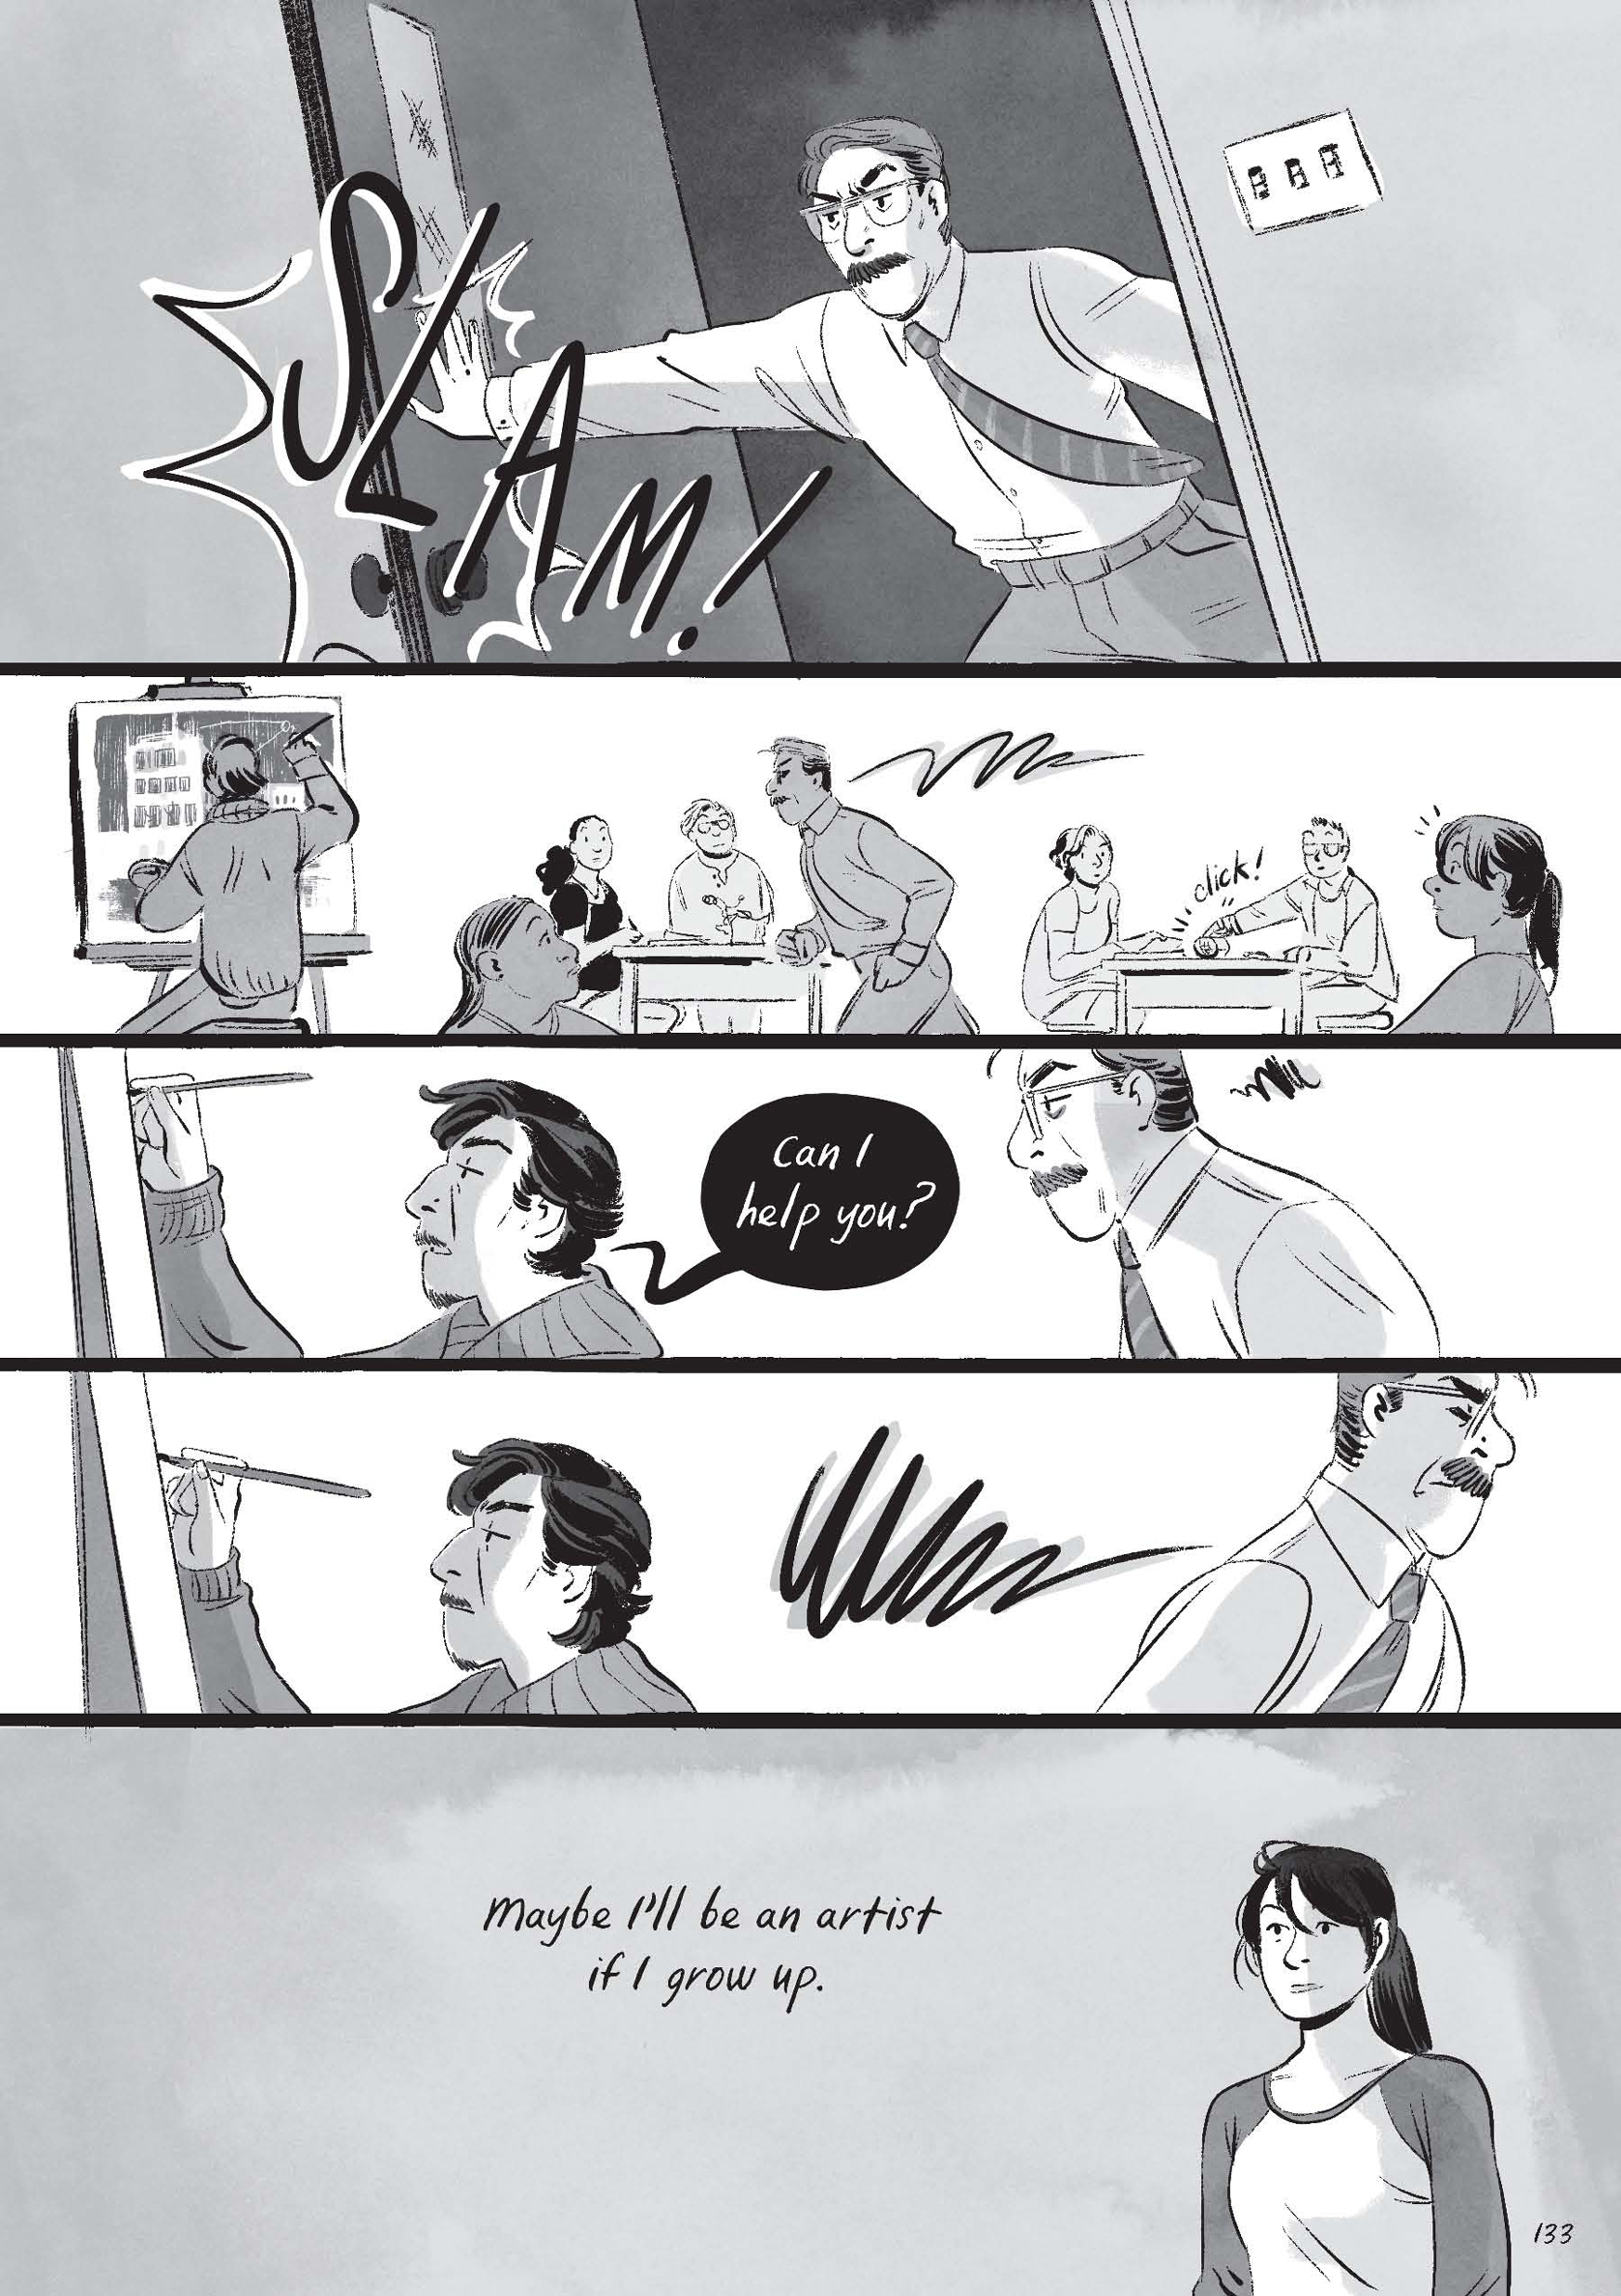 SLAM!
click!
Can I
help you?
Maybe I'll be an artist
if I grow up.
133